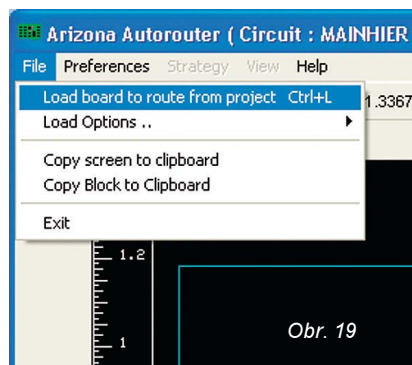 Arizona Autorouter ( Circuit : MAINHIER
File Preferences Strategy View Help
Load board to route from project Ctrl+L
1.3367
Load Options ..
Copy screen to clipboard
Copy Block to Clipboard
Exit
1.2
1
Obr. 19